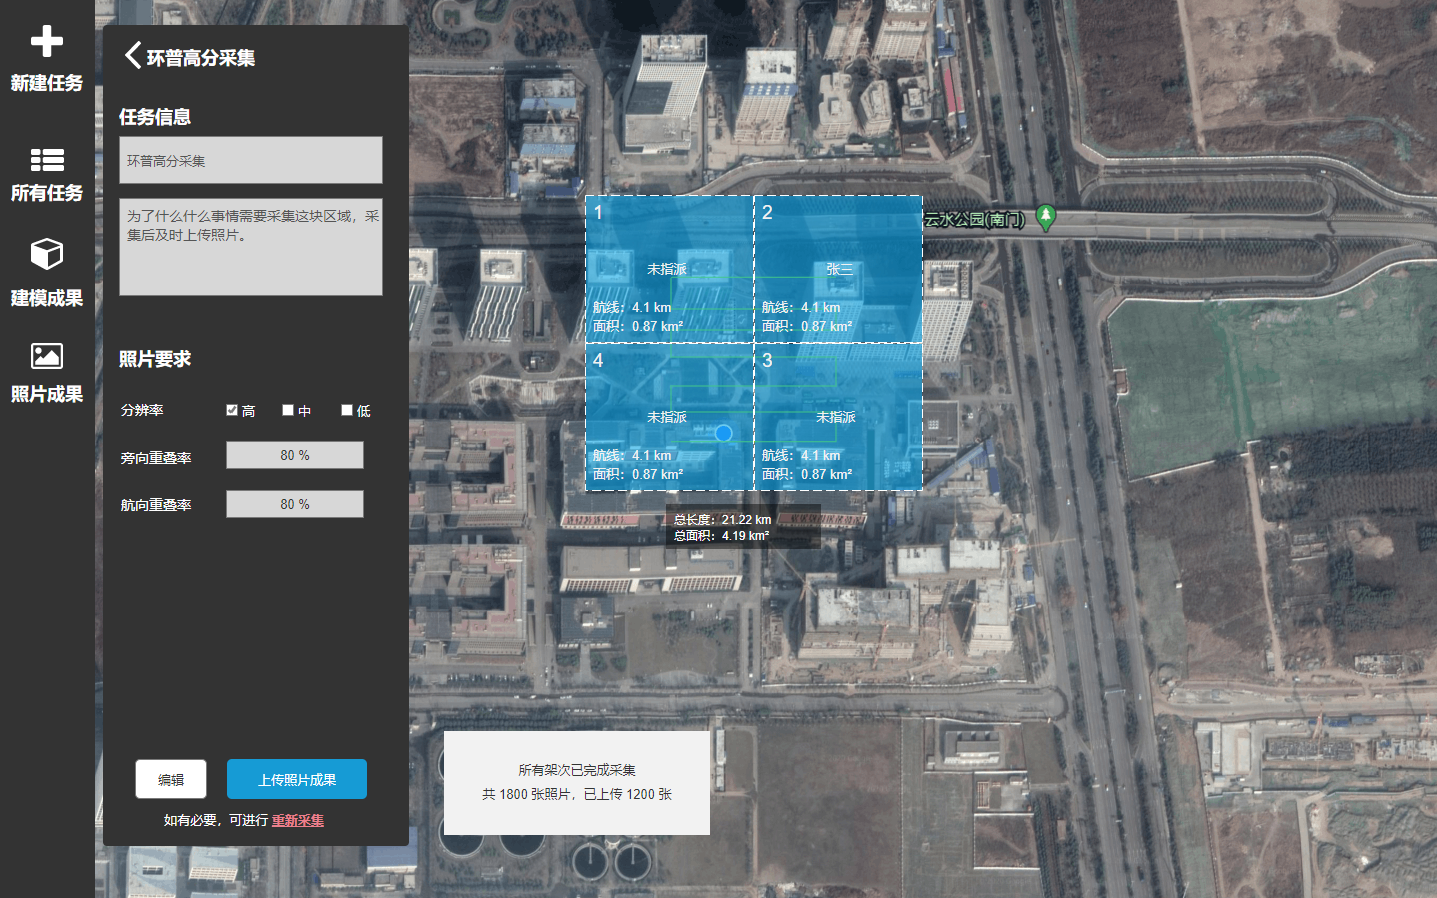 新建任务
所有任务
建模成果
照片成果
环普高分采集
任务信息
环普高分采集
为了什么什么事情需要采集这块区域，采
集后及时上传照片。
照片要求
分辨率
高
中
低
旁向重叠率
80 %
航向重叠率
80 %
编辑
上传照片成果
如有必要，可进行 重新采集
1
未指派
航线：4.1 km
面积：0.87 km²
2
张三
航线：4.1 km
面积：0.87 km²
4
未指派
航线：4.1 km
面积：0.87 km²
3
未指派
航线：4.1 km
面积：0.87 km²
云水公园(南门)
总长度：21.22 km
总面积：4.19 km²
所有架次已完成采集
共 1800 张照片，已上传 1200 张